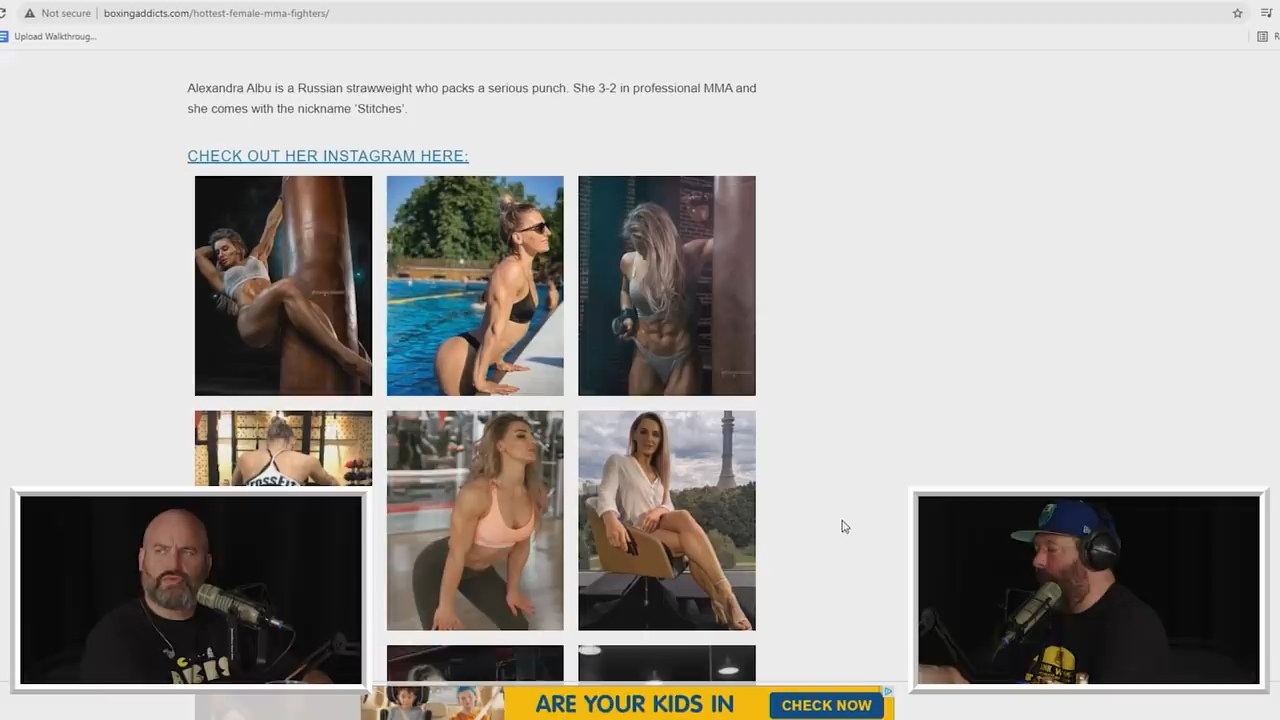 Not secure
boxingaddicts.com/hottest-female-mma-fighters/
Upload Walkthroug...
R
Alexandra Albu is a Russian strawweight who packs a serious punch. She 3-2 in professional MMA and
she comes with the nickname ‘Stitches’.
CHECK OUT HER INSTAGRAM HERE:
ARE YOUR KIDS IN
CHECK NOW